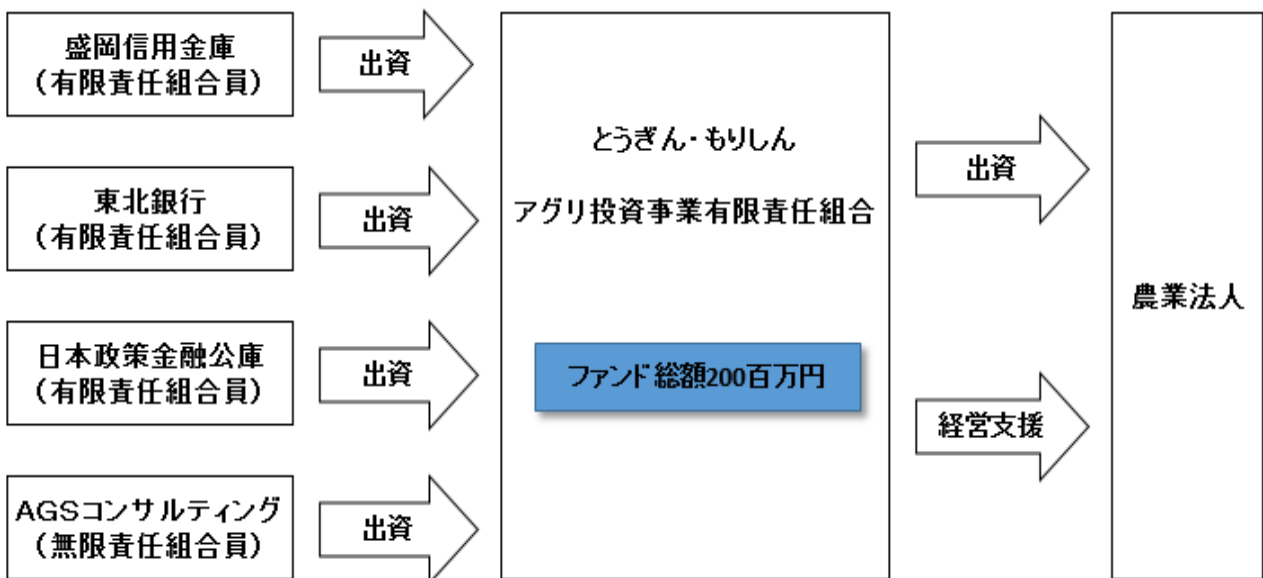 盛岡信用金庫
（有限責任組合員）
出資
東北銀行
（有限責任組合員）
出資
日本政策金融公庫
（有限責任組合員）
出資
AGSコンサルティング
（無限責任組合員）
出資
とうぎん・もりしん
アグリ投資事業有限責任組合
ファンド総額200百万円
出資
経営支援
農業法人